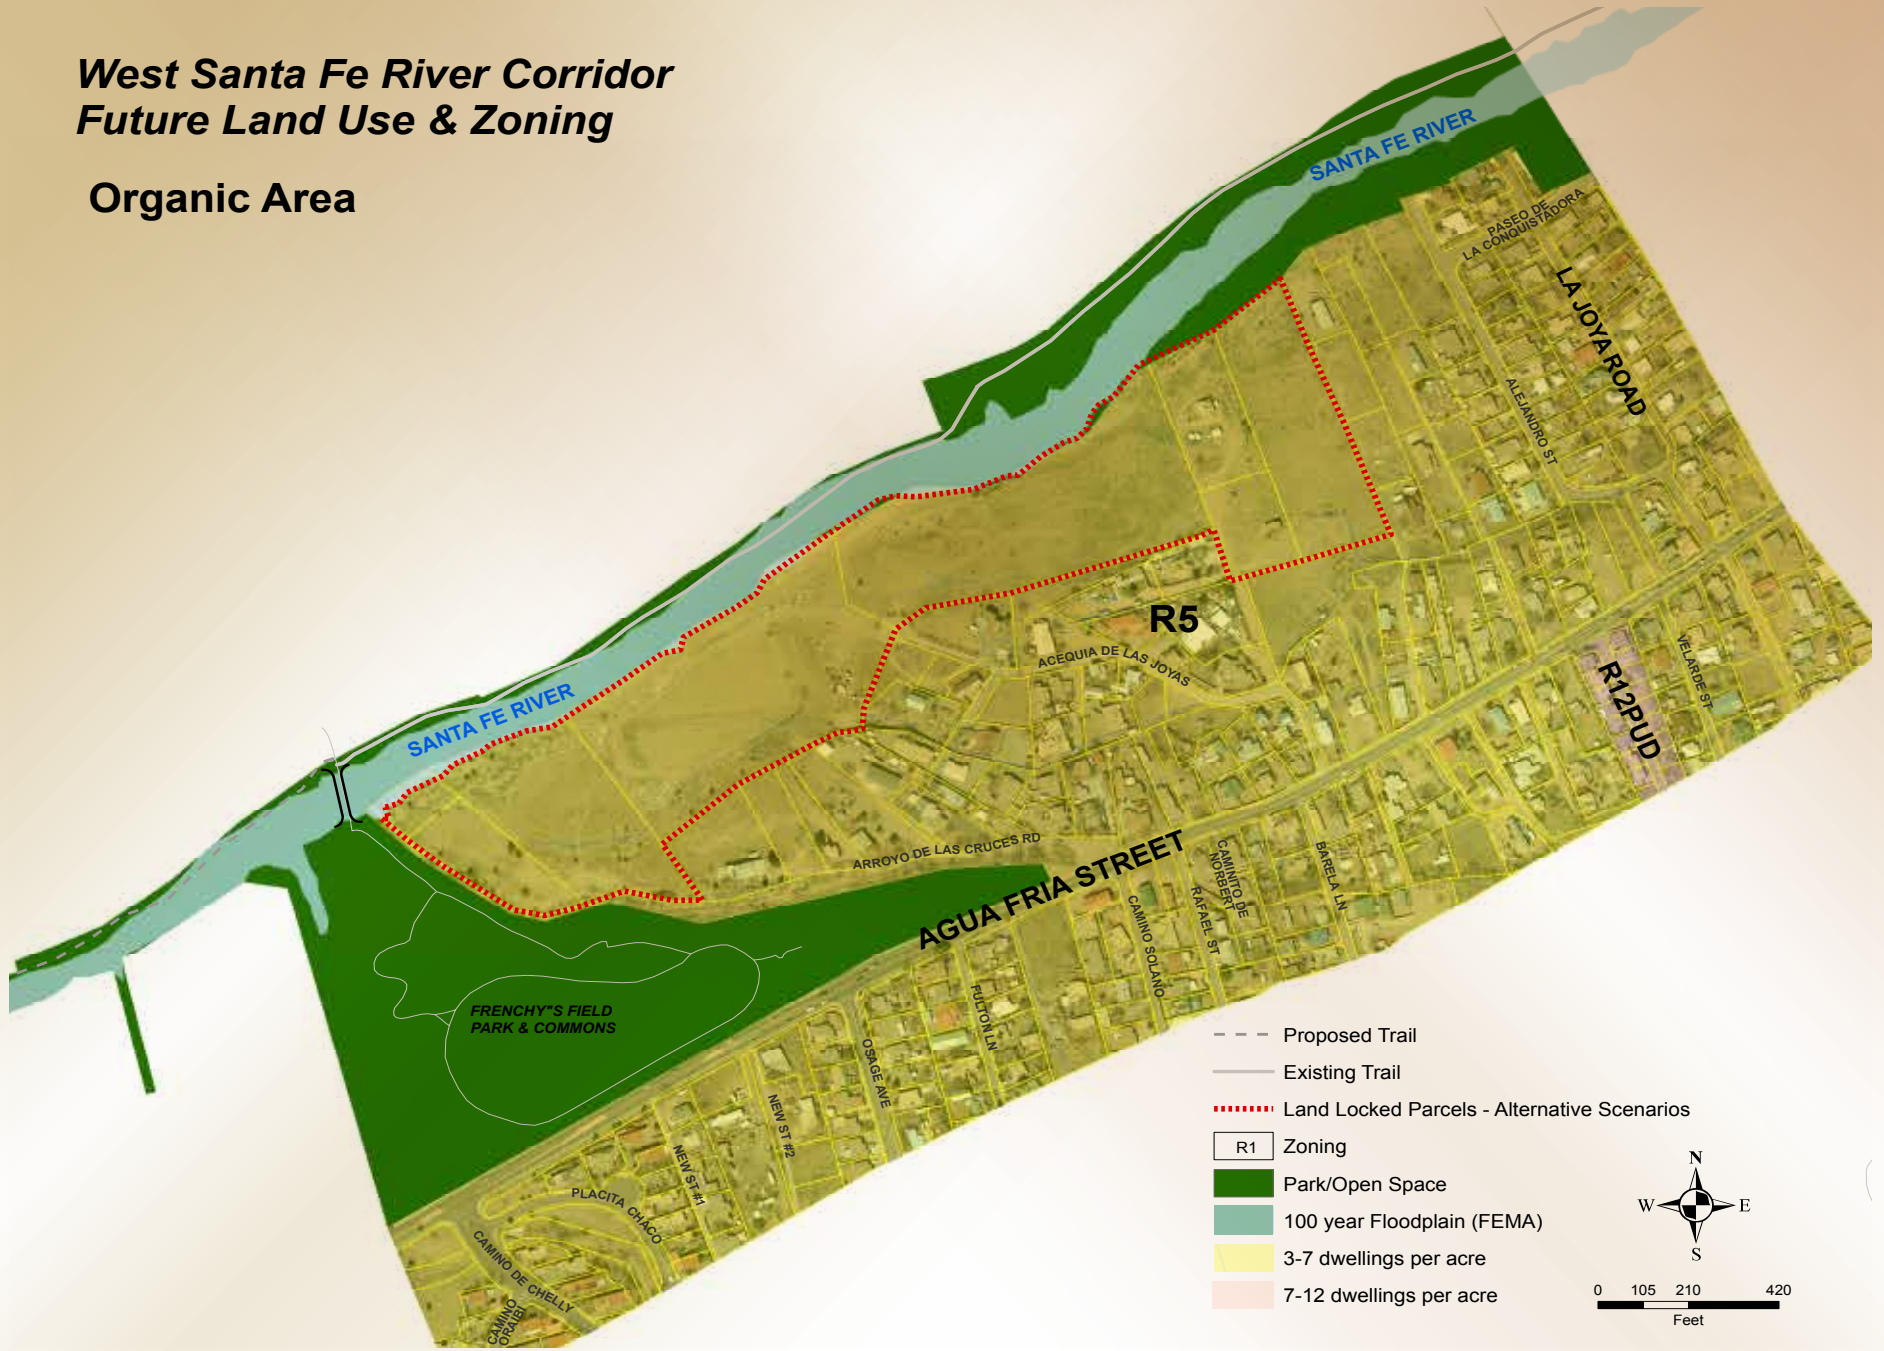 West Santa Fe River Corridor
Future Land Use & Zoning
Organic Area
SANTA FE RIVER
PASEO DE
LA CONQUISTADORA
LA JOYA ROAD
ALEJANDRO ST
R5
ACEQUIA DE LAS JOYAS
R12PUD
VELARDE ST
SANTA FE RIVER
ARROYO DE LAS CRUCES RD
AGUA FRIA STREET
CAMINITO DE
NORBERT
BARELA LN
RAFAEL ST
CAMINO SOLANO
FULTON LN
OSAGE AVE
FRENCHY"S FIELD
PARK & COMMONS
NEW ST #2
NEW ST #1
PLACITA CHACO
CAMINO DE CHELLY
CAMINO
ORAIBI
Proposed Trail
Existing Trail
Land Locked Parcels - Alternative Scenarios
R1 Zoning
Park/Open Space
100 year Floodplain (FEMA)
3-7 dwellings per acre
7-12 dwellings per acre
N
W E
S
0 105 210 420
Feet